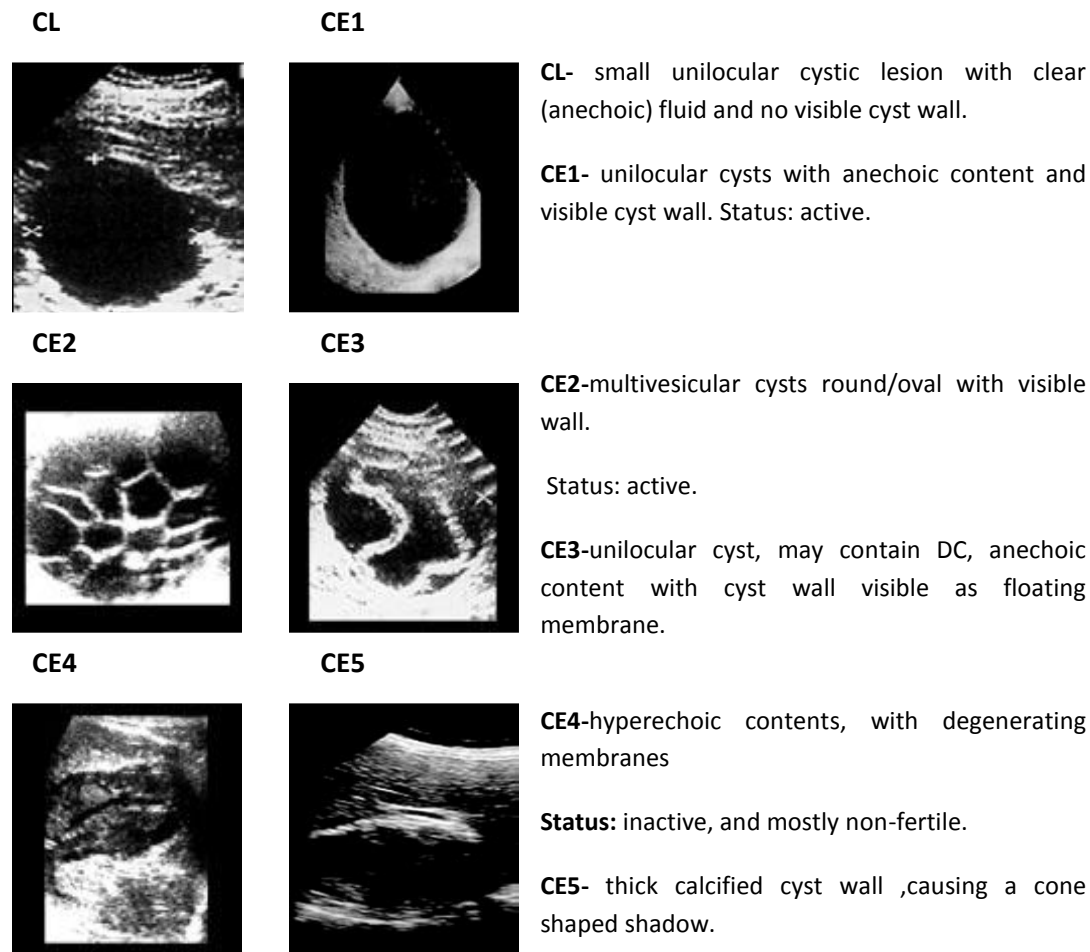 CL CE1
CL- small unilocular cystic lesion with clear
(anechoic) fluid and no visible cyst wall.
CE1- unilocular cysts with anechoic content and
visible cyst wall. Status: active.
CE2 CE3
CE2-multivesicular cysts round/oval with visible
wall.
Status: active.
CE3-unilocular cyst, may contain DC, anechoic
content with cyst wall visible as floating
membrane.
CE4 CE5
CE4-hyperechoic contents, with degenerating
membranes
Status: inactive, and mostly non-fertile.
CE5- thick calcified cyst wall ,causing a cone
shaped shadow.